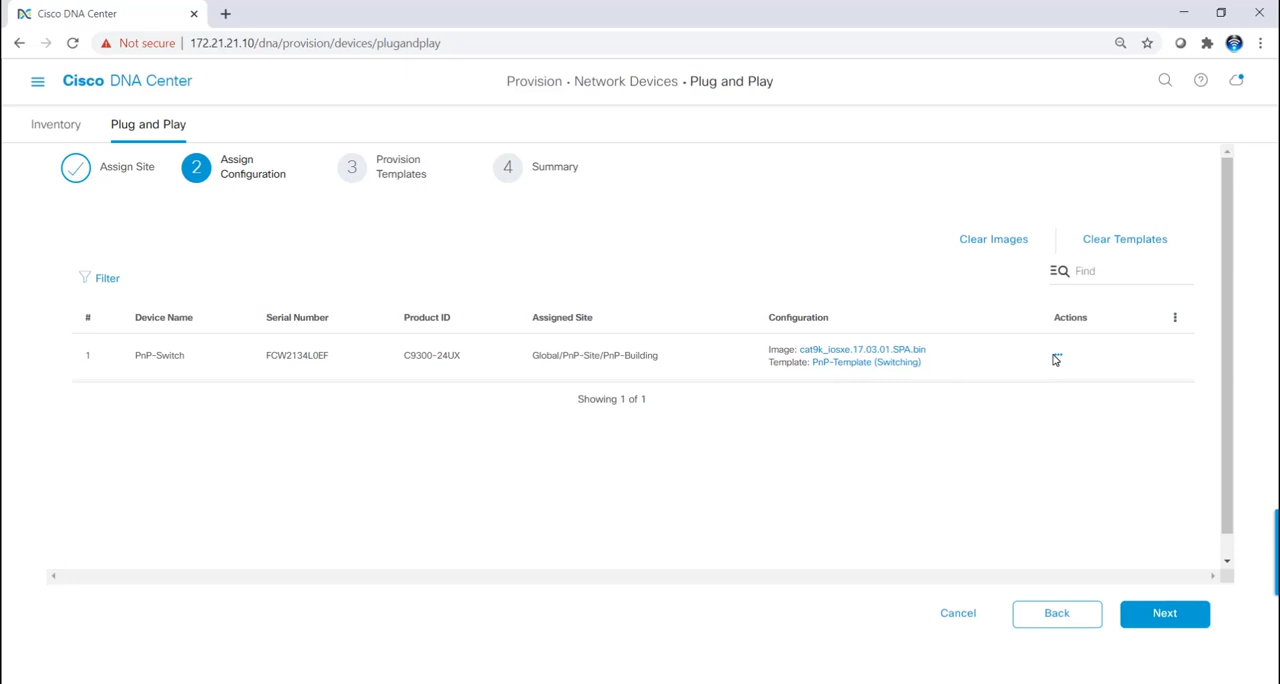 Cisco DNA Center
Not secure | 172.21.21.10/dna/provision/devices/plugandplay
Cisco DNA Center
Provision • Network Devices • Plug and Play
Inventory
Plug and Play
Assign Site
2
Assign
Configuration
3
Provision
Templates
4
Summary
Clear Images
Clear Templates
Filter
Find
# Device Name Serial Number Product ID Assigned Site Configuration Actions
1 PnP-Switch FCW2134L0EF C9300-24UX Global/PnP-Site/PnP-Building
Image: cat9k_iosxe.17.03.01.SPA.bin
Template: PnP-Template (Switching)
Showing 1 of 1
Cancel
Back
Next